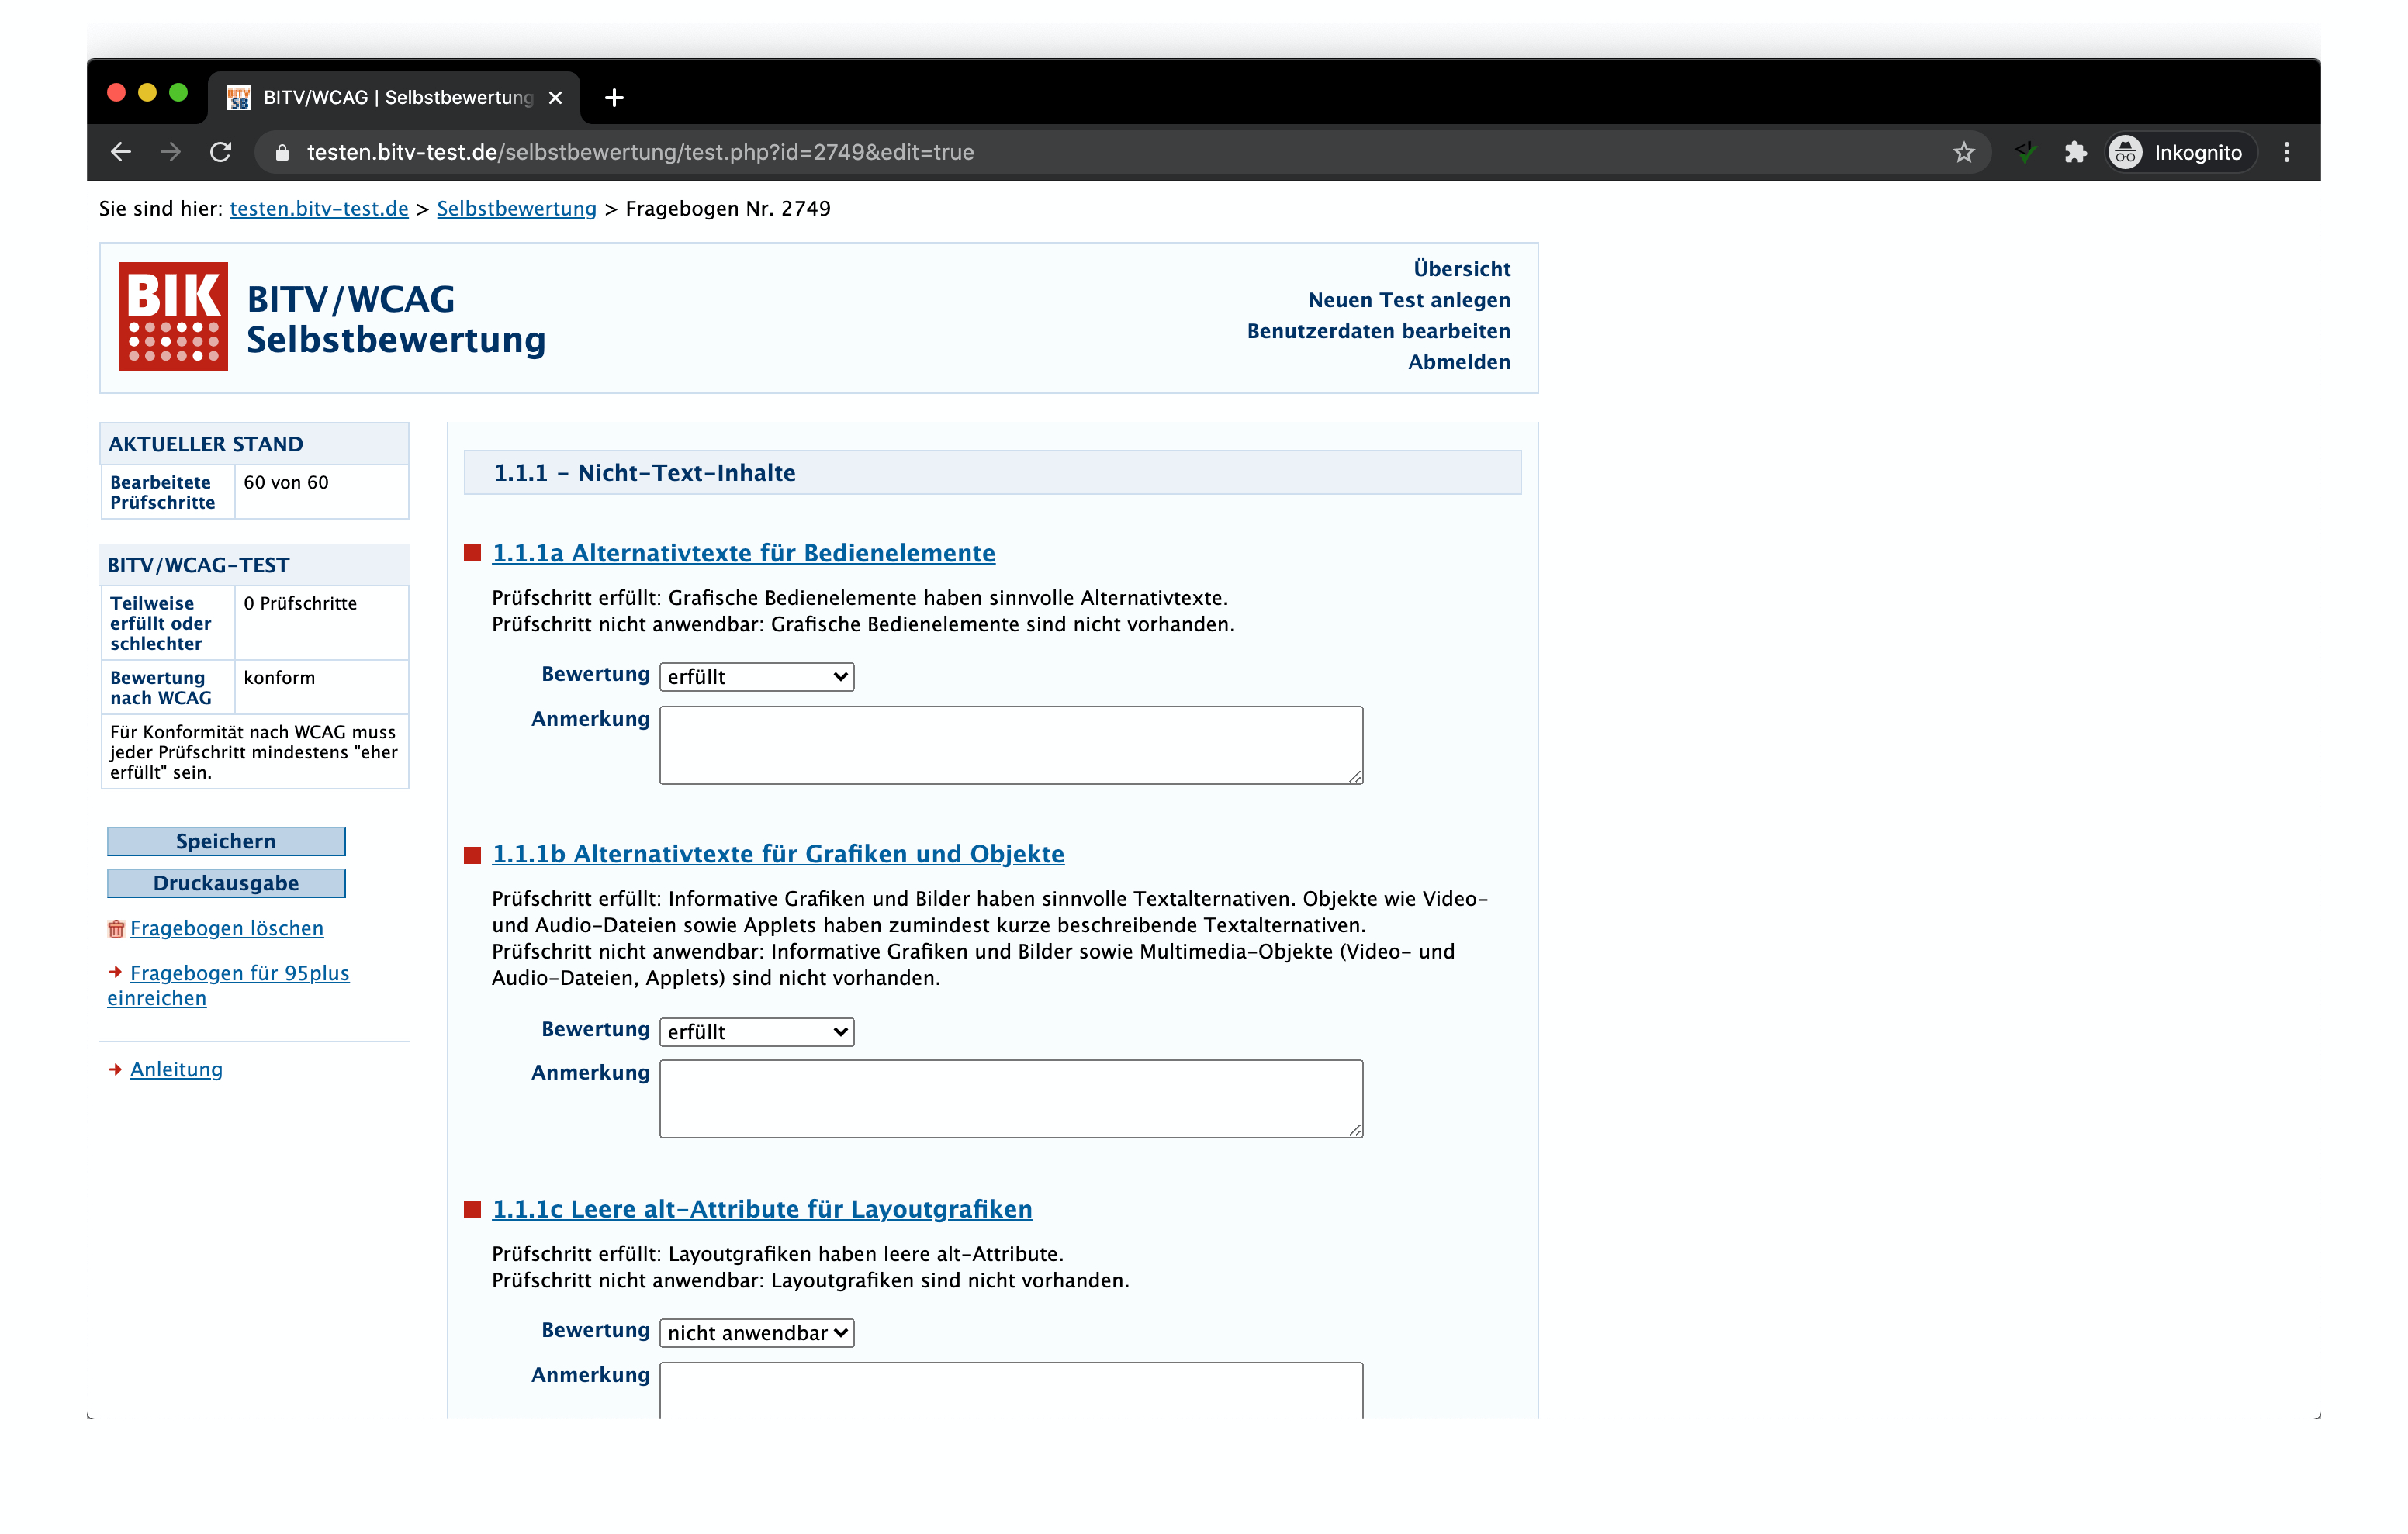 BITV/WCAG | Selbstbewertung
testen.bitv-test.de/selbstbewertung/test.php?id=2749&edit=true
Inkognito
Sie sind hier: testen.bitv-test.de > Selbstbewertung > Fragebogen Nr. 2749
BIK
BITV/WCAG
Selbstbewertung
Übersicht
Neuen Test anlegen
Benutzerdaten bearbeiten
Abmelden
AKTUELLER STAND
Bearbeitete Prüfschritte
60 von 60
BITV/WCAG-TEST
Teilweise erfüllt oder schlechter
0 Prüfschritte
Bewertung nach WCAG
konform
Für Konformität nach WCAG muss
jeder Prüfschritt mindestens "eher
erfüllt" sein.
Speichern
Druckausgabe
Fragebogen löschen
Fragebogen für 95plus
einreichen
Anleitung
1.1.1 - Nicht-Text-Inhalte
1.1.1a Alternativtexte für Bedienelemente
Prüfschritt erfüllt: Grafische Bedienelemente haben sinnvolle Alternativtexte.
Prüfschritt nicht anwendbar: Grafische Bedienelemente sind nicht vorhanden.
Bewertung erfüllt
Anmerkung
1.1.1b Alternativtexte für Grafiken und Objekte
Prüfschritt erfüllt: Informative Grafiken und Bilder haben sinnvolle Textalternativen. Objekte wie Video-
und Audio-Dateien sowie Applets haben zumindest kurze beschreibende Textalternativen.
Prüfschritt nicht anwendbar: Informative Grafiken und Bilder sowie Multimedia-Objekte (Video- und
Audio-Dateien, Applets) sind nicht vorhanden.
Bewertung erfüllt
Anmerkung
1.1.1c Leere alt-Attribute für Layoutgrafiken
Prüfschritt erfüllt: Layoutgrafiken haben leere alt-Attribute.
Prüfschritt nicht anwendbar: Layoutgrafiken sind nicht vorhanden.
Bewertung nicht anwendbar
Anmerkung